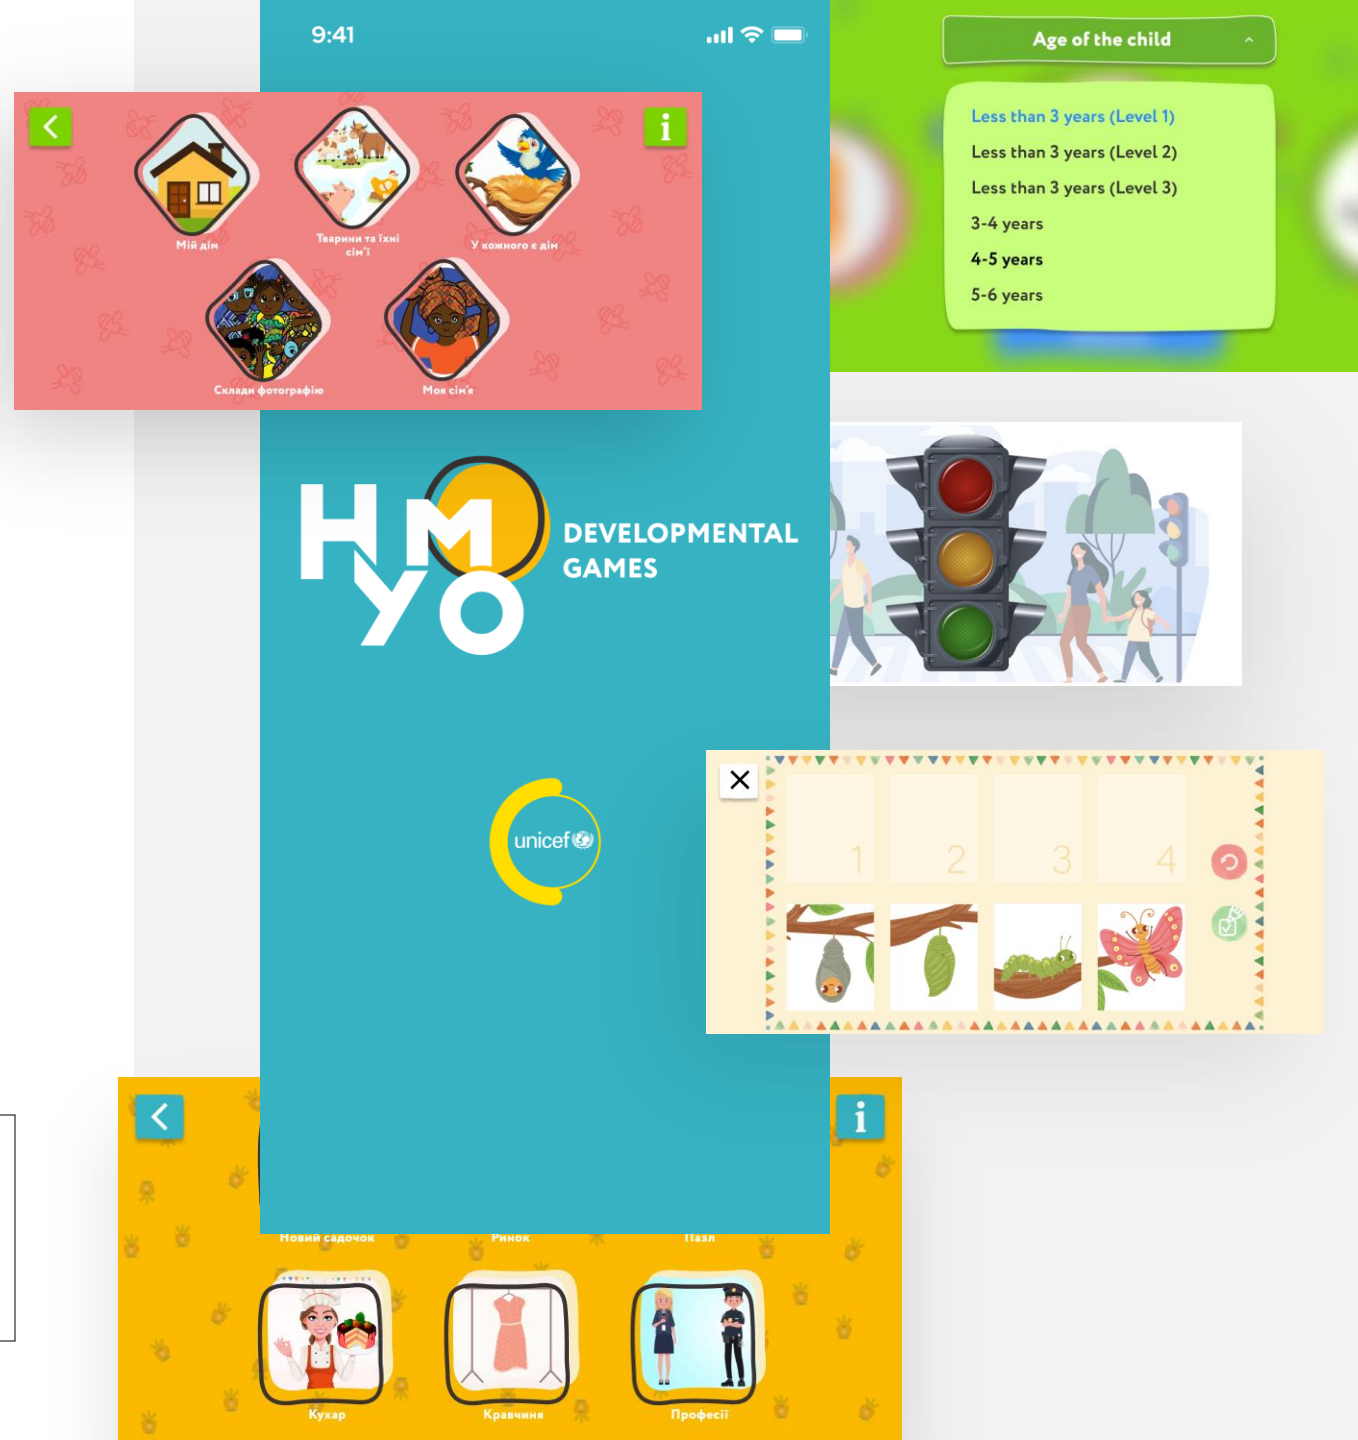 9:41
Age of the child
Less than 3 years (Level 1)
Less than 3 years (Level 2)
Less than 3 years (Level 3)
3-4 years
4-5 years
5-6 years
i
Мій дім
Тварини та їхні
сім'ї
У кожного є дім
Склади фотографію
Моя сім'я
НУМО
DEVELOPMENTAL
GAMES
unicef
1
2
3
4
i
Новий садочок
Ринок
Пазл
Кухар
Кравчиня
Професії